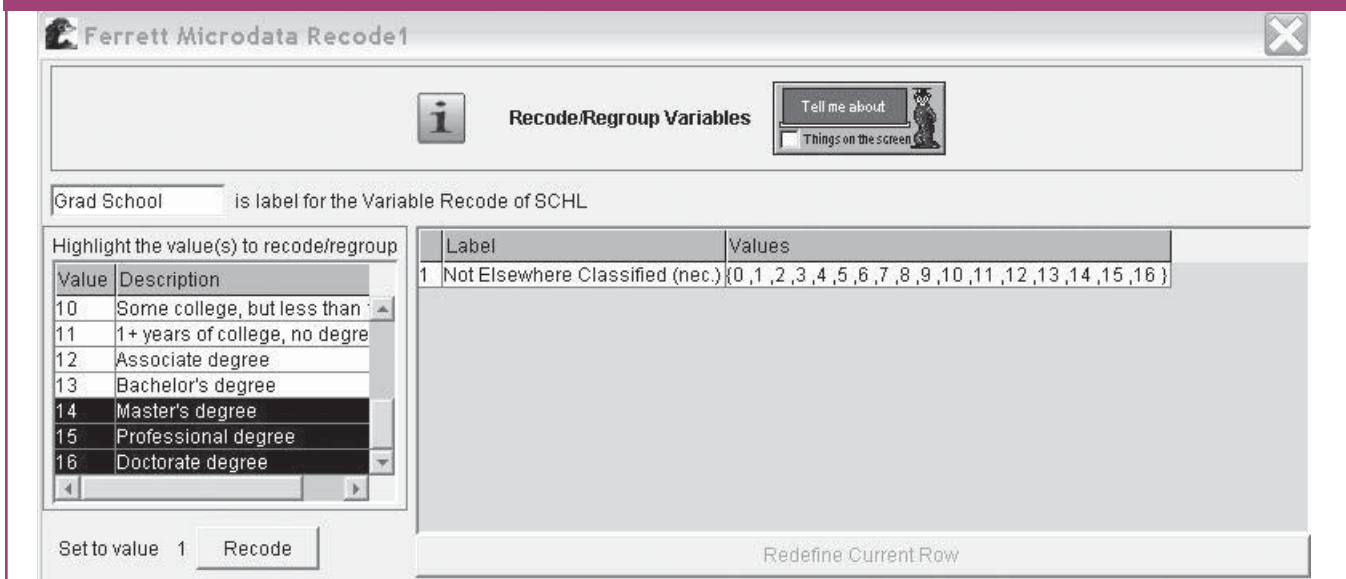 Ferrett Microdata Recode1
i Recode/Regroup Variables
Tell me about
Things on the screen
Grad School is label for the Variable Recode of SCHL
Highlight the value(s) to recode/regroup
Value Description
10 Some college, but less than
11 1+ years of college, no degre
12 Associate degree
13 Bachelor's degree
14 Master's degree
15 Professional degree
16 Doctorate degree
Label Values
1 Not Elsewhere Classified (nec.) {0 ,1 ,2 ,3 ,4 ,5 ,6 ,7 ,8 ,9 ,10 ,11 ,12 ,13 ,14 ,15 ,16 }
Set to value 1 Recode
Redefine Current Row